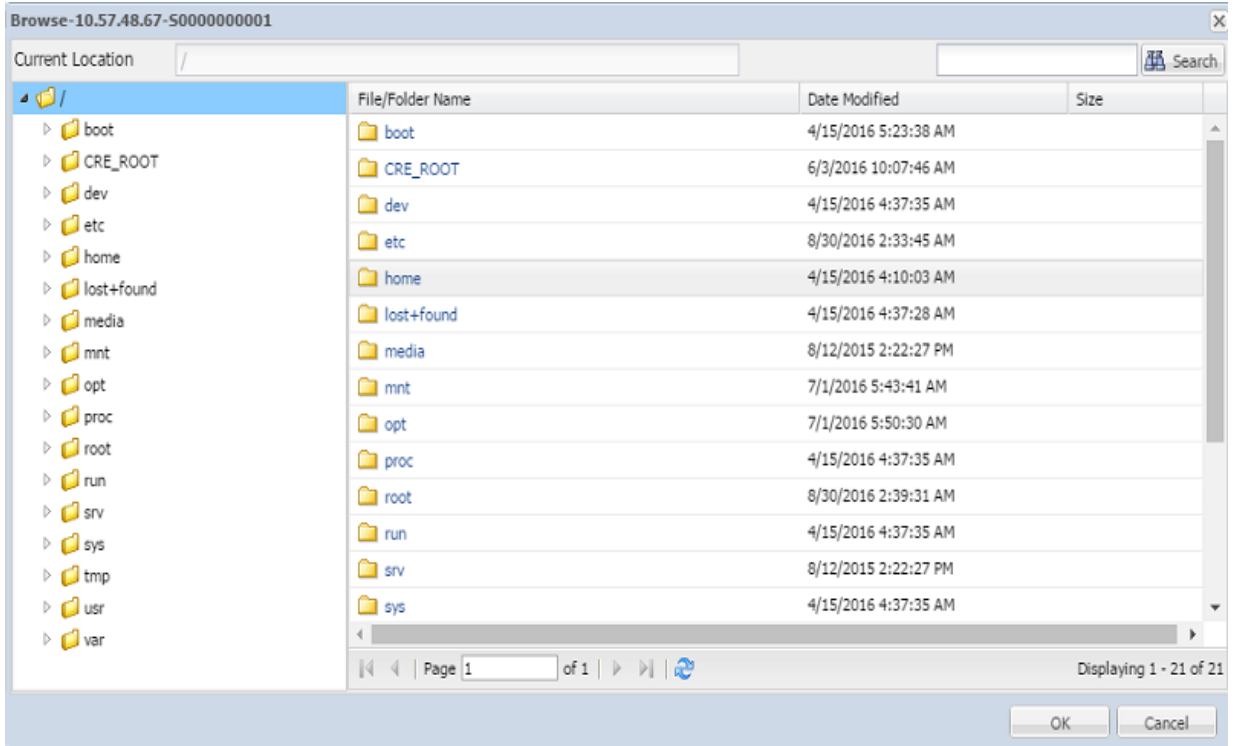 Browse-10.57.48.67-S0000000001
Current Location / Search
/
boot
CRE_ROOT
dev
etc
home
lost+found
media
mnt
opt
proc
root
run
srv
sys
tmp
usr
var
File/Folder Name Date Modified Size
boot 4/15/2016 5:23:38 AM
CRE_ROOT 6/3/2016 10:07:46 AM
dev 4/15/2016 4:37:35 AM
etc 8/30/2016 2:33:45 AM
home 4/15/2016 4:10:03 AM
lost+found 4/15/2016 4:37:28 AM
media 8/12/2015 2:22:27 PM
mnt 7/1/2016 5:43:41 AM
opt 7/1/2016 5:50:30 AM
proc 4/15/2016 4:37:35 AM
root 8/30/2016 2:39:31 AM
run 4/15/2016 4:37:35 AM
srv 8/12/2015 2:22:27 PM
sys 4/15/2016 4:37:35 AM
Page 1 of 1 Displaying 1 - 21 of 21
OK Cancel